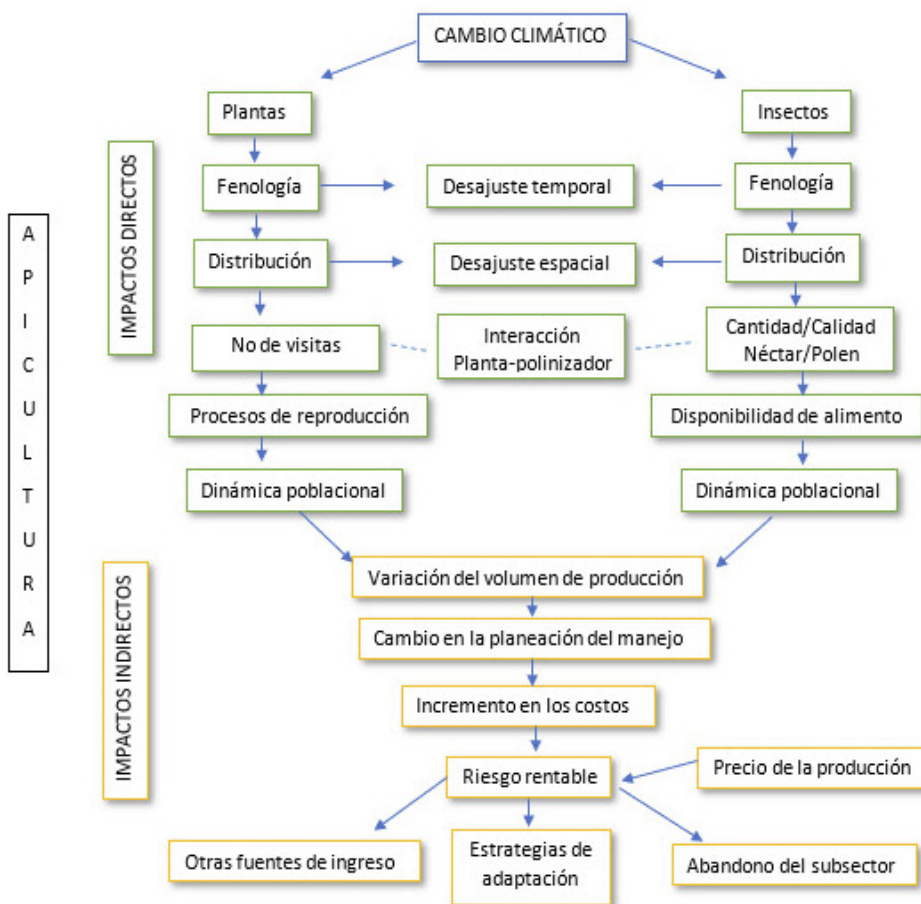 CAMBIO CLIMÁTICO
Plantas
Insectos
Fenología
Desajuste temporal
Fenología
Distribución
Desajuste espacial
Distribución
No de visitas
Interacción
Planta-polinizador
Cantidad/Calidad
Néctar/Polen
Procesos de reproducción
Disponibilidad de alimento
Dinámica poblacional
Dinámica poblacional
IMPACTOS DIRECTOS
APICULTURA
IMPACTOS INDIRECTOS
Variación del volumen de producción
Cambio en la planeación del manejo
Incremento en los costos
Riesgo rentable
Precio de la producción
Otras fuentes de ingreso
Estrategias de
adaptación
Abandono del subsector